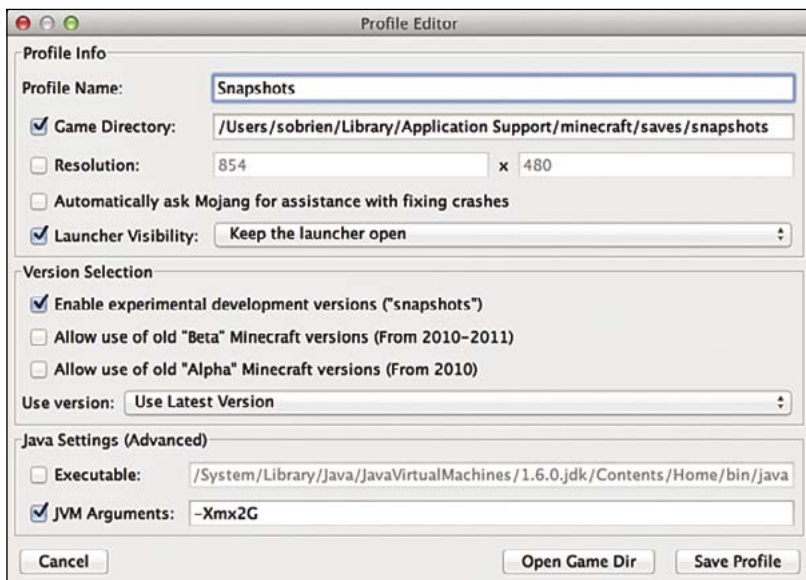 Profile Editor
Profile Info
Profile Name: Snapshots
Game Directory: /Users/sobrien/Library/Application Support/minecraft/saves/snapshots
Resolution: 854 x 480
Automatically ask Mojang for assistance with fixing crashes
Launcher Visibility: Keep the launcher open
Version Selection
Enable experimental development versions ("snapshots")
Allow use of old "Beta" Minecraft versions (From 2010-2011)
Allow use of old "Alpha" Minecraft versions (From 2010)
Use version: Use Latest Version
Java Settings (Advanced)
Executable: /System/Library/Java/JavaVirtualMachines/1.6.0.jdk/Contents/Home/bin/java
JVM Arguments: -Xmx2G
Cancel Open Game Dir Save Profile